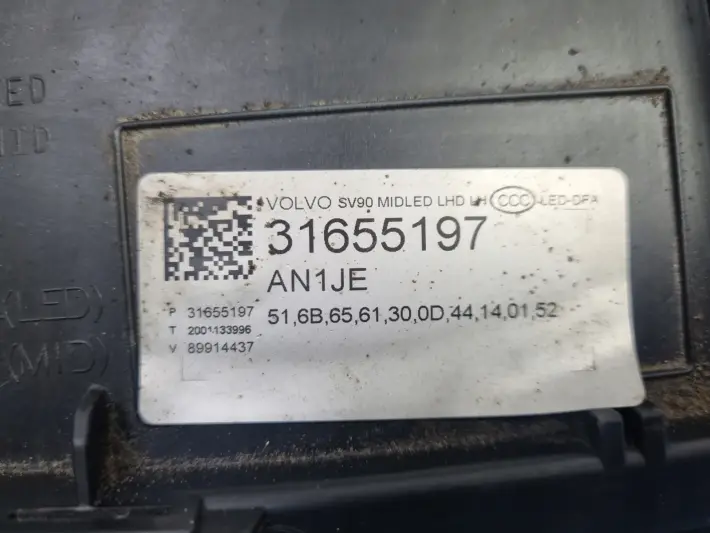 ED
VOLVO SV90 MIDLED LHD LH CCC LED-DFA
31655197
AN1JE
P 31655197
51,6B,65,61,30,0D,44,14,01,52
T 2001133996
V 89914437
(LED)
(MID)